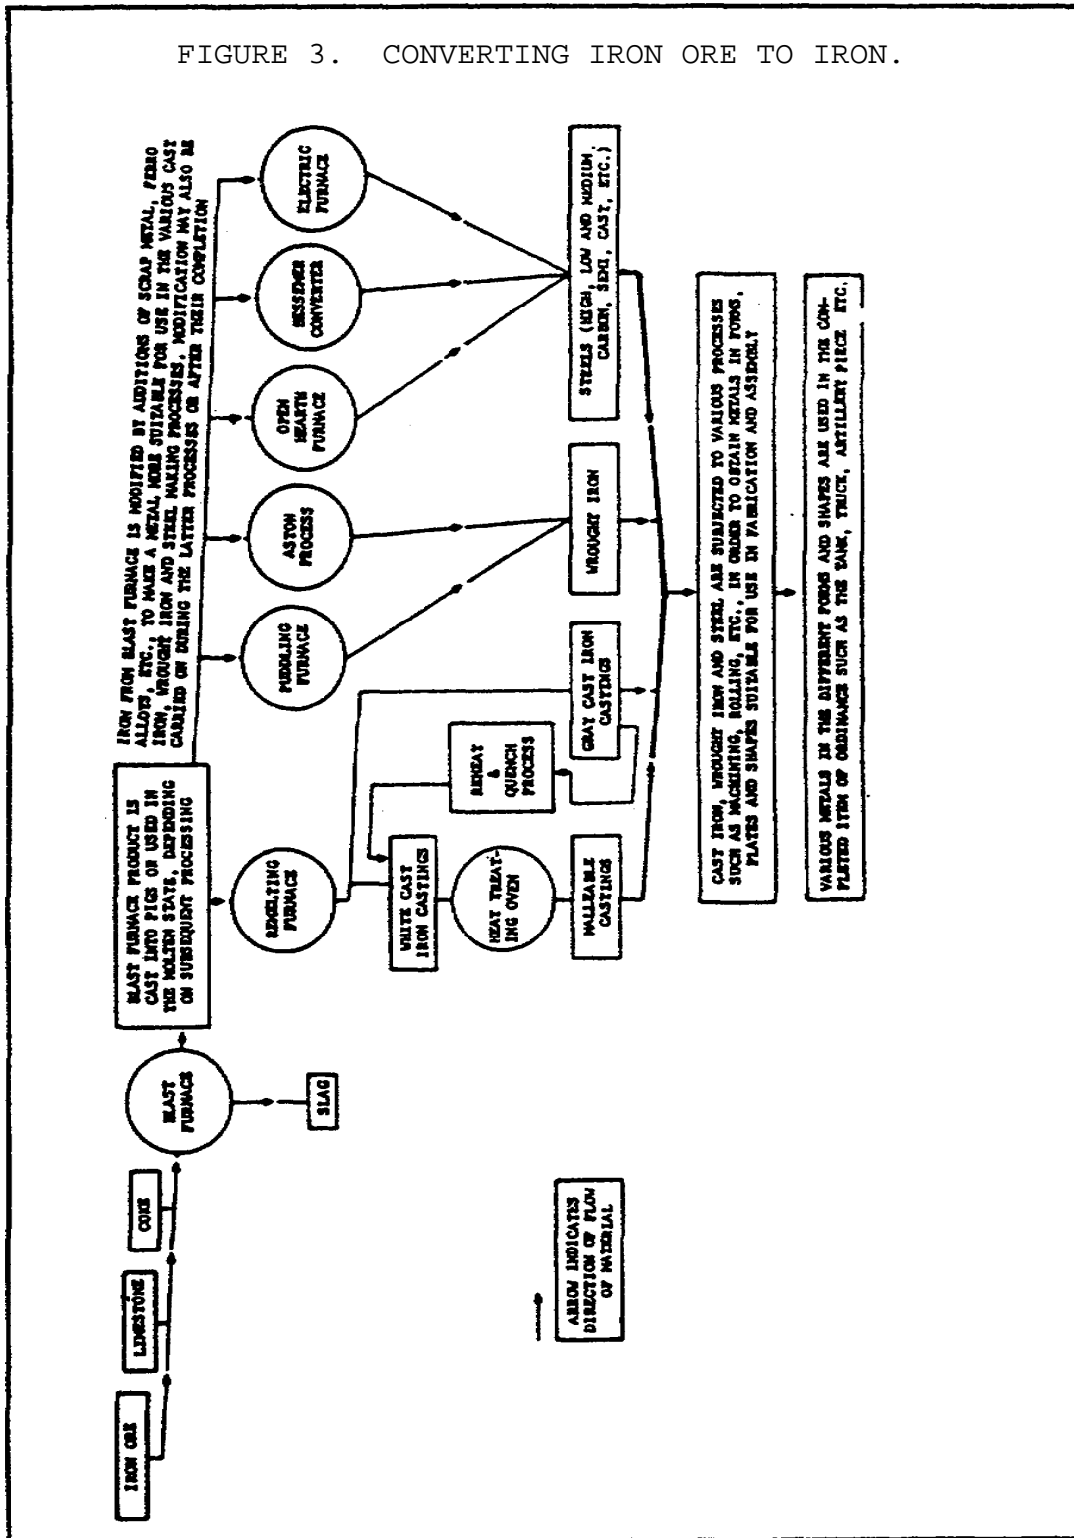 FIGURE 3. CONVERTING IRON ORE TO IRON.
IRON ORE
LIMESTONE
COKE
BLAST
FURNACE
SLAG
BLAST FURNACE PRODUCT IS
CAST INTO PIGS OR USED IN
THE MOLTEN STATE, DEPENDING
ON SUBSEQUENT PROCESSING
IRON FROM BLAST FURNACE IS MODIFIED BY ADDITIONS OF SCRAP METAL, FERRO
ALLOYS, ETC., TO MAKE A METAL MORE SUITABLE FOR USE IN THE VARIOUS CAST
IRON, WROUGHT IRON AND STEEL MAKING PROCESSES, MODIFICATION MAY ALSO BE
CARRIED ON DURING THE LATTER PROCESSES OR AFTER THEIR COMPLETION
REMELTING
FURNACE
PUDDLING
FURNACE
ASTON
PROCESS
OPEN
HEARTH
FURNACE
BESSEMER
CONVERTER
ELECTRIC
FURNACE
WHITE CAST
IRON CASTINGS
REHEAT
&
QUENCH
PROCESS
HEAT TREAT-
ING OVEN
MALLEABLE
CASTINGS
GRAY CAST IRON
CASTINGS
WROUGHT IRON
STEELS (HIGH, LOW AND MEDIUM
CARBON, SEMI, CAST, ETC.)
ARROW INDICATES
DIRECTION OF FLOW
OF MATERIAL
CAST IRON, WROUGHT IRON AND STEEL ARE SUBJECTED TO VARIOUS PROCESSES
SUCH AS MACHINING, ROLLING, ETC., IN ORDER TO OBTAIN METALS IN FORMS,
PLATES AND SHAPES SUITABLE FOR USE IN FABRICATION AND ASSEMBLY
VARIOUS METALS IN THE DIFFERENT FORMS AND SHAPES ARE USED IN THE COM-
PLETED ITEM OF ORDINANCE SUCH AS THE TANK, TRUCK, ARTILLERY PIECE ETC.